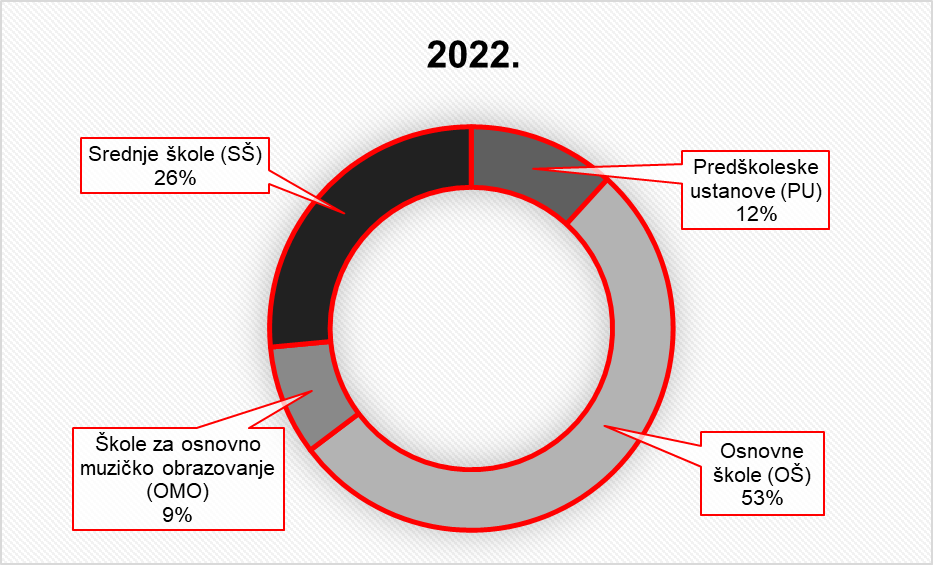 2022.
Srednje škole (SŠ)
26%
Predškoleske
ustanove (PU)
12%
Škole za osnovno
muzičko obrazovanje
(OMO)
9%
Osnovne
škole (OŠ)
53%